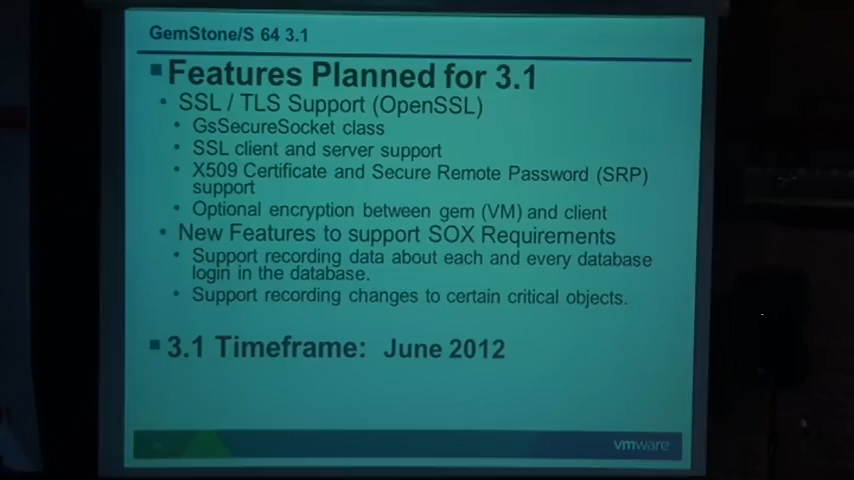 GemStone/S 64 3.1
Features Planned for 3.1
SSL / TLS Support (OpenSSL)
GsSecureSocket class
SSL client and server support
X509 Certificate and Secure Remote Password (SRP)
support
Optional encryption between gem (VM) and client
New Features to support SOX Requirements
Support recording data about each and every database
login in the database.
Support recording changes to certain critical objects.
3.1 Timeframe: June 2012
vmware